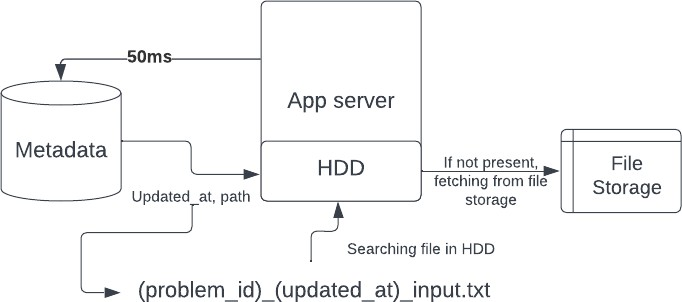 50ms
App server
Metadata
HDD
Updated_at, path
If not present,
fetching from file
storage
File
Storage
Searching file in HDD
(problem_id)_(updated_at)_input.txt